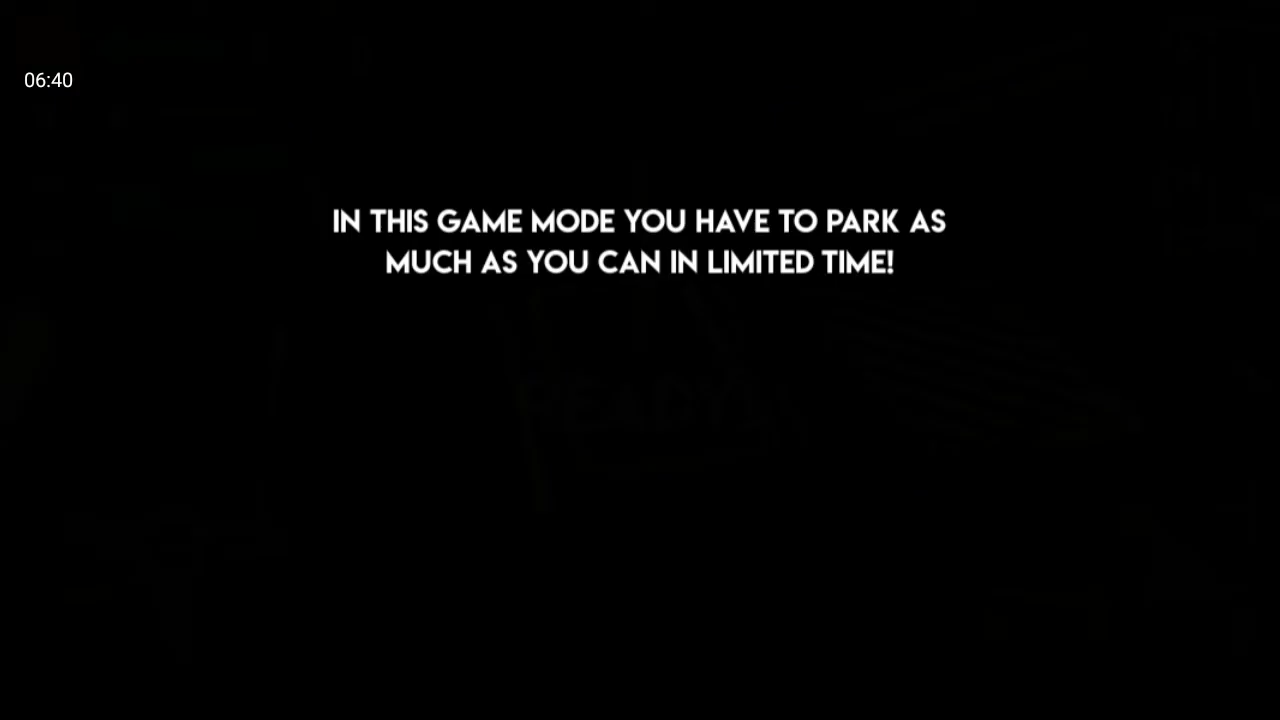 06:40
IN THIS GAME MODE YOU HAVE TO PARK AS
MUCH AS YOU CAN IN LIMITED TIME!